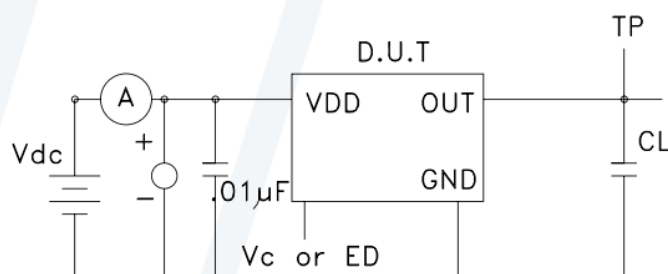 TP
D.U.T
A
VDD
OUT
+
Vdc
CL
-
.01µF
GND
Vc or ED